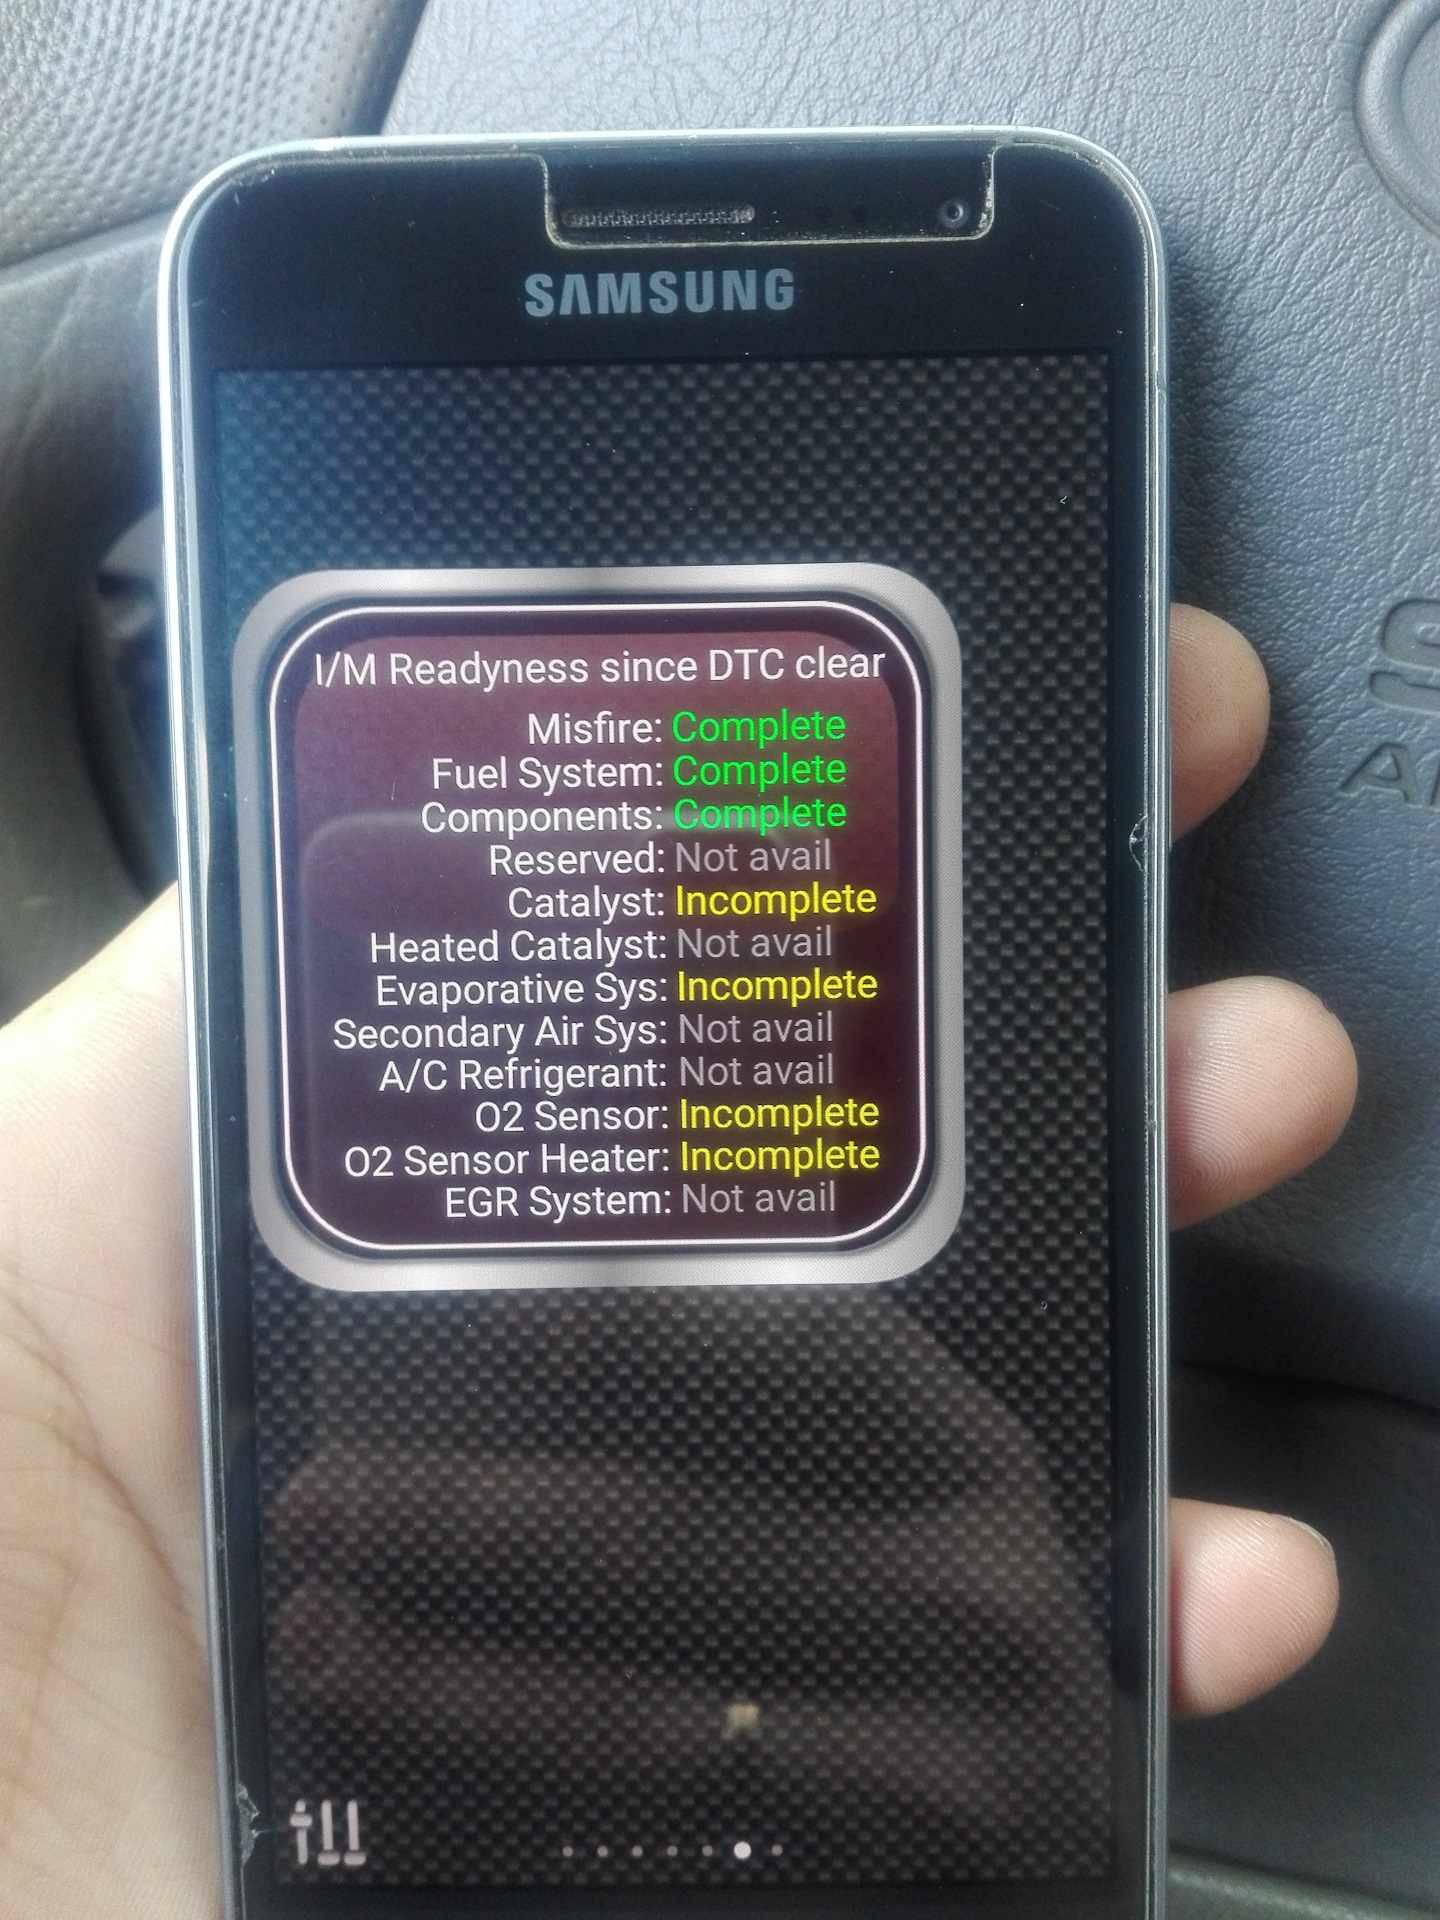 SAMSUNG
I/M Readyness since DTC clear
Misfire: Complete
Fuel System: Complete
Components: Complete
Reserved: Not avail
Catalyst: Incomplete
Heated Catalyst: Not avail
Evaporative Sys: Incomplete
Secondary Air Sys: Not avail
A/C Refrigerant: Not avail
O2 Sensor: Incomplete
O2 Sensor Heater: Incomplete
EGR System: Not avail